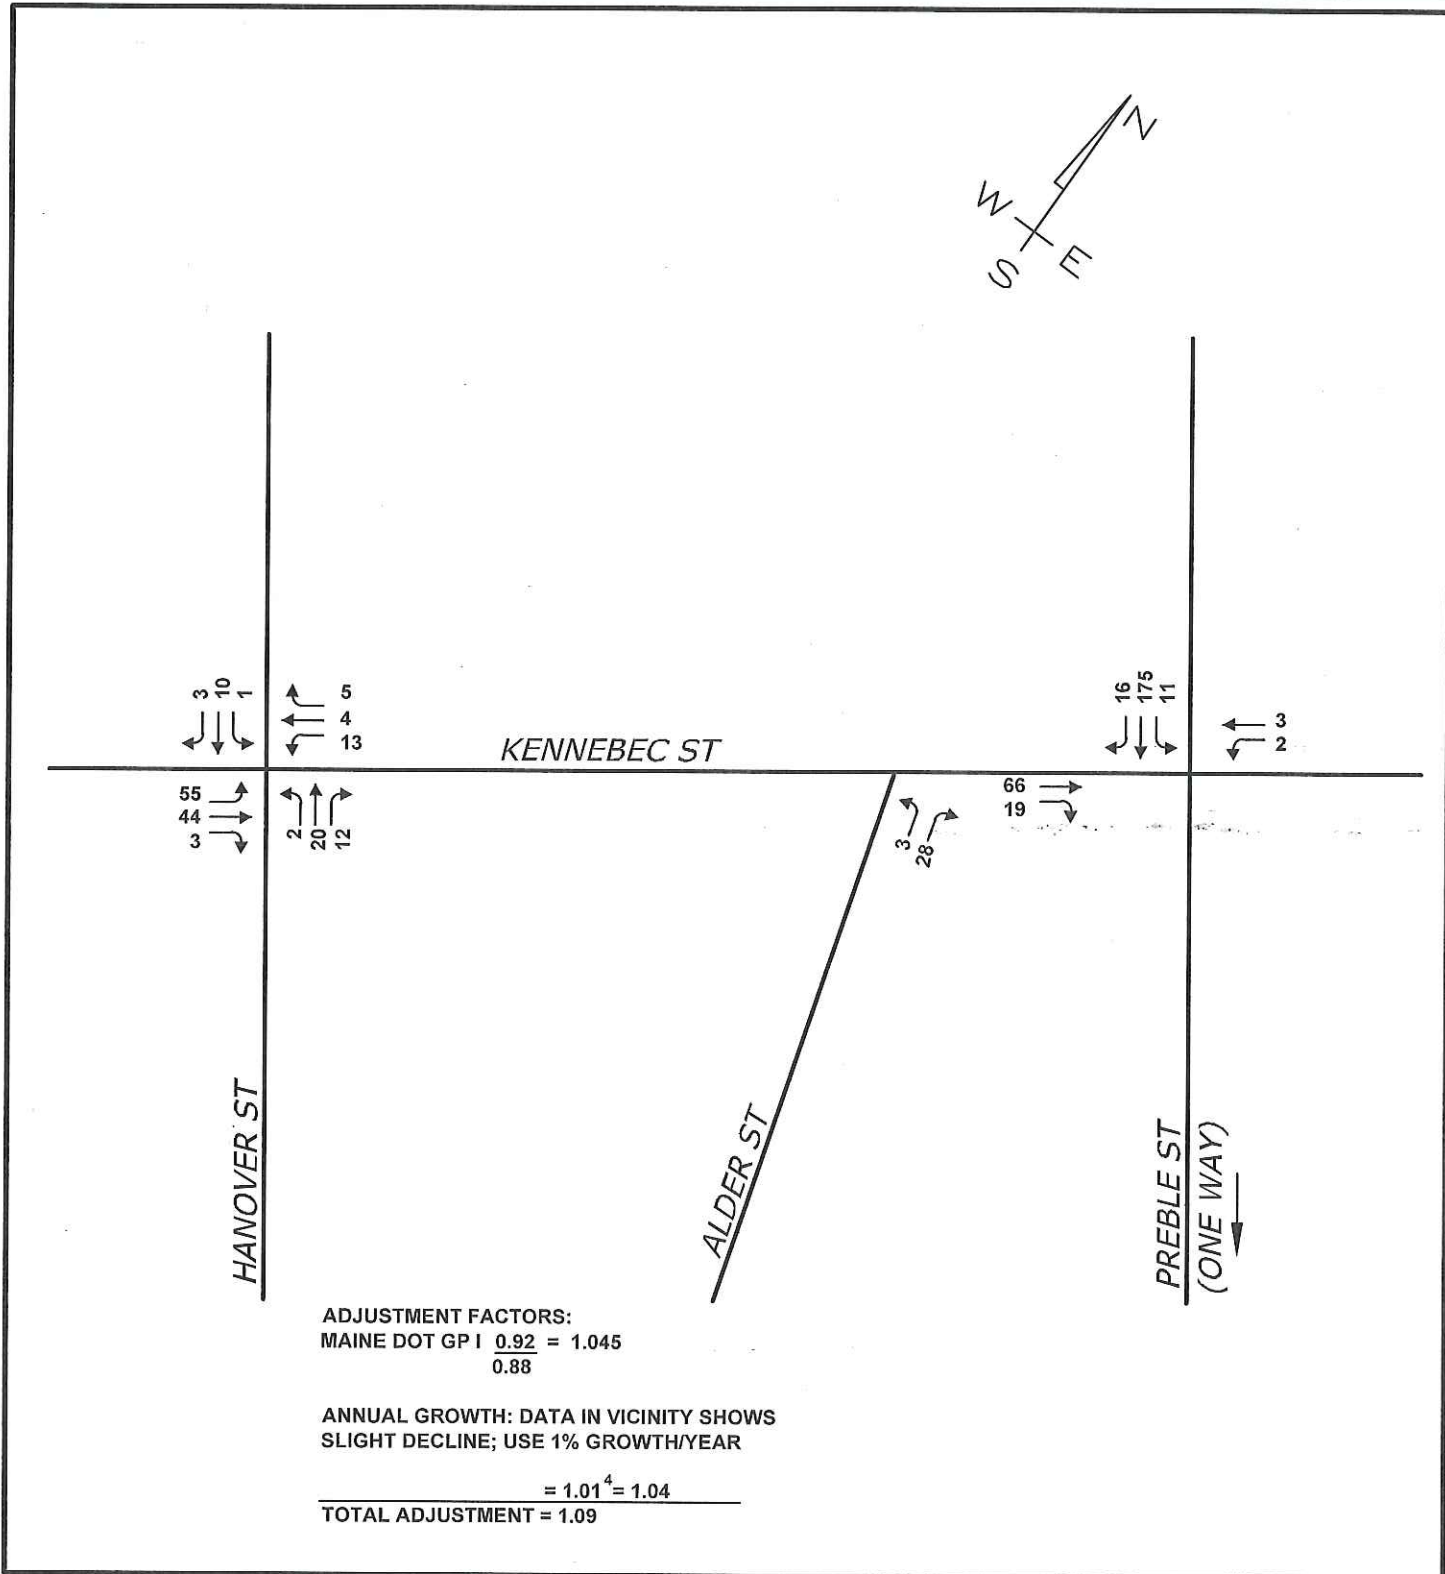 N
W
E
S
3
10
1
5
4
13
16
175
11
3
2
KENNEBEC ST
55
44
3
2
20
12
66
19
3
28
HANOVER ST
ALDER ST
PREBLE ST
(ONE WAY)
ADJUSTMENT FACTORS:
MAINE DOT GP I 0.92 = 1.045
0.88
ANNUAL GROWTH: DATA IN VICINITY SHOWS
SLIGHT DECLINE; USE 1% GROWTH/YEAR
= 1.01⁴ = 1.04
TOTAL ADJUSTMENT = 1.09